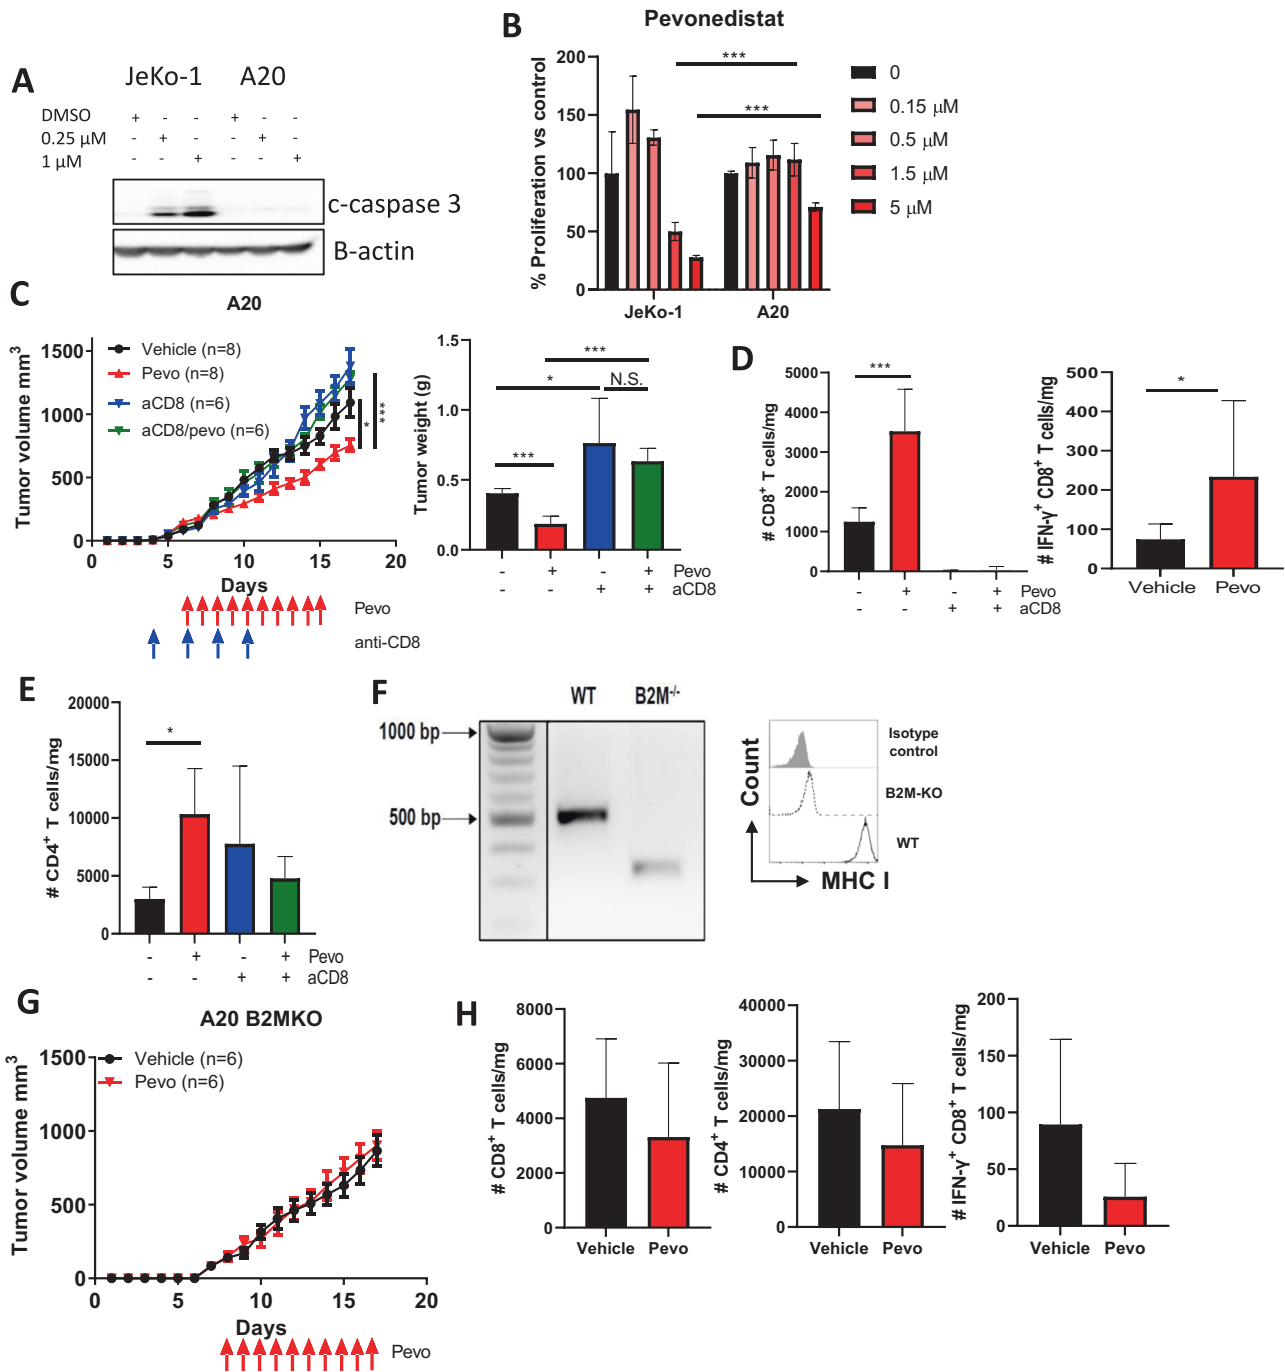 A
JeKo-1 A20
DMSO + - - + - -
0.25 µM - + - - + -
1 µM - - + - - +
c-caspase 3
B-actin
B
Pevonedistat
% Proliferation vs control
200
150
100
50
0
*** 
***
JeKo-1 A20
0
0.15 µM
0.5 µM
1.5 µM
5 µM
C
A20
Tumor volume mm³
1500
1000
500
0
Vehicle (n=8)
Pevo (n=8)
aCD8 (n=6)
aCD8/pevo (n=6)
*
***
0 5 10 15 20
Days
Pevo
anti-CD8
Tumor weight (g)
1.5
1.0
0.5
0.0
***
* N.S.
***
- + - + Pevo
- - + + aCD8
D
# CD8⁺ T cells/mg
5000
4000
3000
2000
1000
0
***
- + - + Pevo
- - + + aCD8
# IFN-γ⁺ CD8⁺ T cells/mg
500
400
300
200
100
0
*
Vehicle Pevo
E
# CD4⁺ T cells/mg
20000
15000
10000
5000
0
*
- + - + Pevo
- - + + aCD8
F
WT B2M⁻/⁻
1000 bp
500 bp
Count
Isotype
control
B2M-KO
WT
MHC I
G
A20 B2MKO
Tumor volume mm³
1500
1000
500
0
Vehicle (n=6)
Pevo (n=6)
0 5 10 15 20
Days
Pevo
H
# CD8⁺ T cells/mg
8000
6000
4000
2000
0
Vehicle Pevo
# CD4⁺ T cells/mg
40000
30000
20000
10000
0
Vehicle Pevo
# IFN-γ⁺ CD8⁺ T cells/mg
200
150
100
50
0
Vehicle Pevo